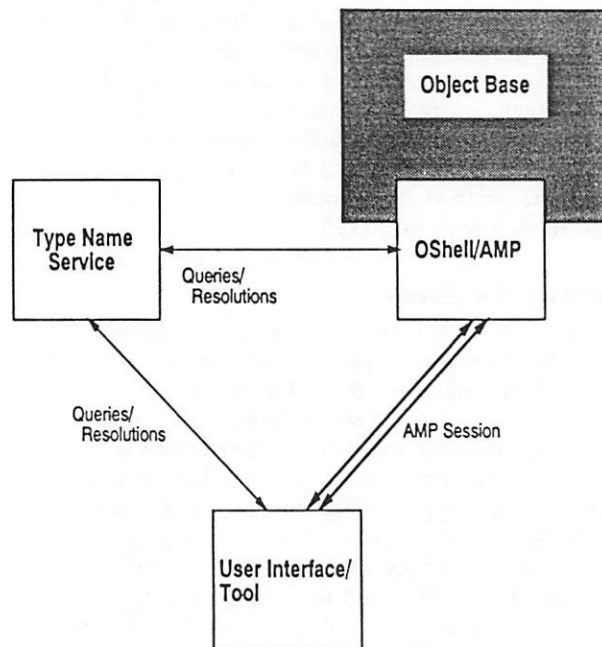 Object Base
Type Name
Service
OShell/AMP
Queries/
Resolutions
Queries/
Resolutions
AMP Session
User Interface/
Tool